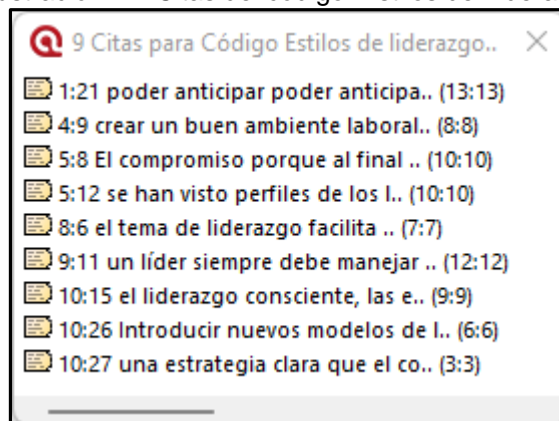 9 Citas para Código Estilos de liderazgo..
1:21 poder anticipar poder anticipa.. (13:13)
4:9 crear un buen ambiente laboral.. (8:8)
5:8 El compromiso porque al final .. (10:10)
5:12 se han visto perfiles de los l.. (10:10)
8:6 el tema de liderazgo facilita .. (7:7)
9:11 un líder siempre debe manejar .. (12:12)
10:15 el liderazgo consciente, las e.. (9:9)
10:26 Introducir nuevos modelos de l.. (6:6)
10:27 una estrategia clara que el co.. (3:3)